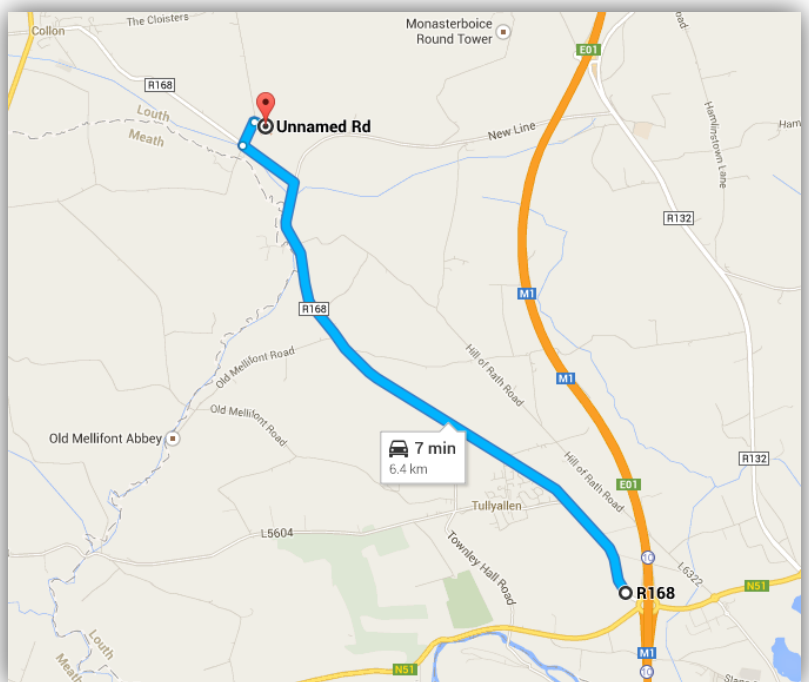 The Cloisters
Collon
Monasterboice
Round Tower
E01
R168
Louth
Meath
Unnamed Rd
New Line
Hamlinstown Lane
Ham
oad
R132
M1
R168
Old Mellifont Road
Hill of Rath Road
M1
Old Mellifont Road
Old Mellifont Abbey
7 min
6.4 km
R132
Hill of Rath Road
E01
Tullyallen
L5604
Townley Hall Road
L6322
N51
R168
Louth
Meath
M1
N51